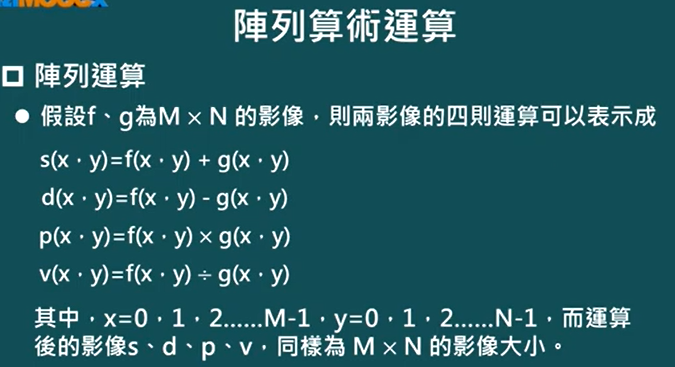 陣列算術運算
陣列運算
假設f、g為M × N 的影像,則兩影像的四則運算可以表示成
s(x,y)=f(x,y) + g(x,y)
d(x,y)=f(x,y) - g(x,y)
p(x,y)=f(x,y) × g(x,y)
v(x,y)=f(x,y) ÷ g(x,y)
其中,x=0,1,2......M-1,y=0,1,2......N-1,而運算
後的影像s、d、p、v,同樣為 M × N 的影像大小。